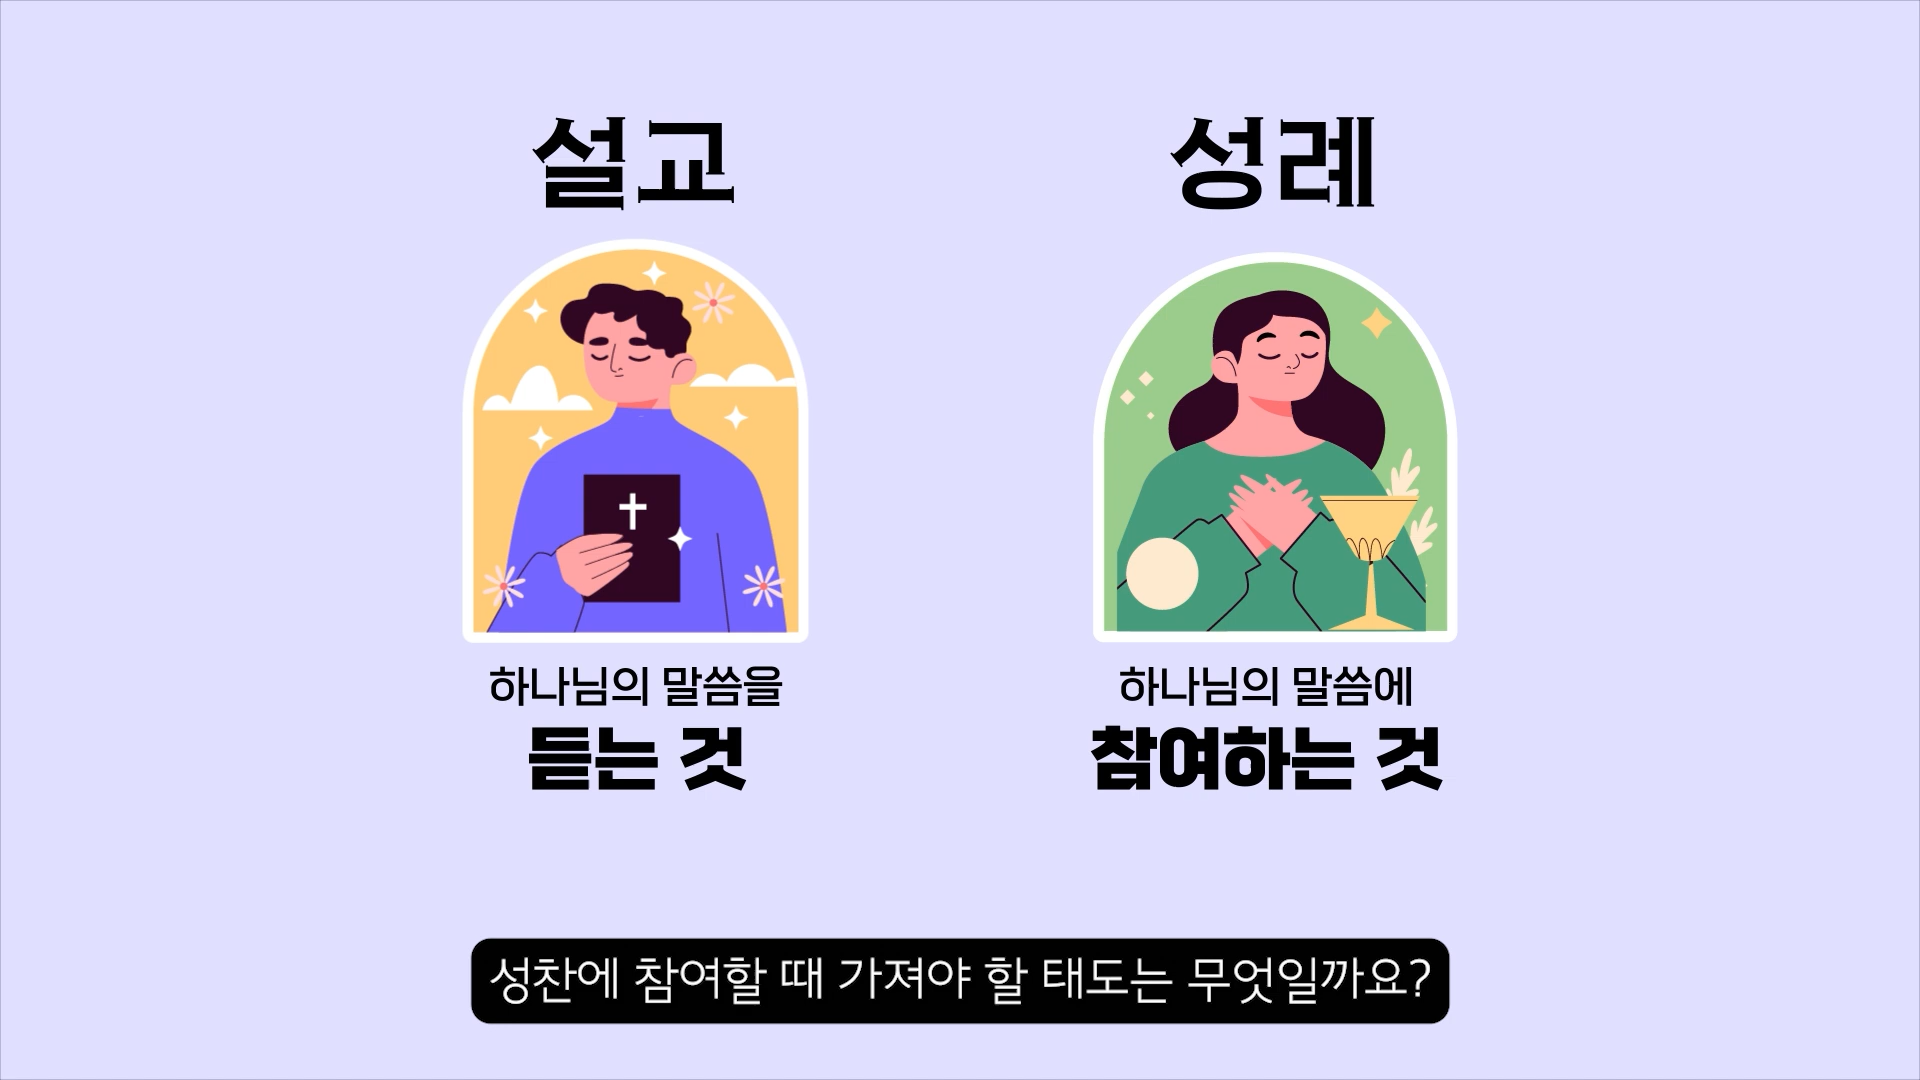 설교
성례
하나님의 말씀을
듣는 것
하나님의 말씀에
참여하는 것
성찬에 참여할 때 가져야 할 태도는 무엇일까요?